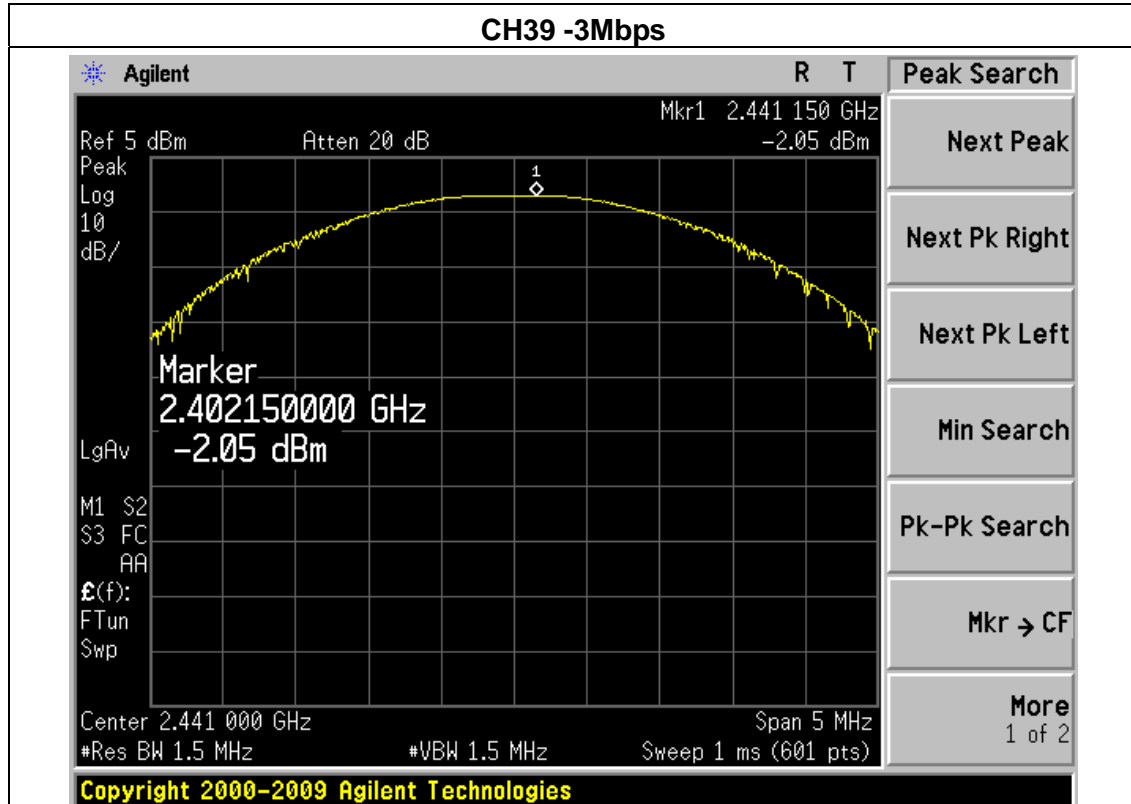 CH39 -3Mbps
Agilent R T Peak Search
Mkr1 2.441 150 GHz
Ref 5 dBm Atten 20 dB -2.05 dBm
Peak
Log
10
dB/
1
Marker
2.402150000 GHz
-2.05 dBm
LgAv
M1 S2
S3 FC
AA
£(f):
FTun
Swp
Center 2.441 000 GHz Span 5 MHz
#Res BW 1.5 MHz #VBW 1.5 MHz Sweep 1 ms (601 pts)
Copyright 2000-2009 Agilent Technologies
Next Peak
Next Pk Right
Next Pk Left
Min Search
Pk-Pk Search
Mkr → CF
More
1 of 2